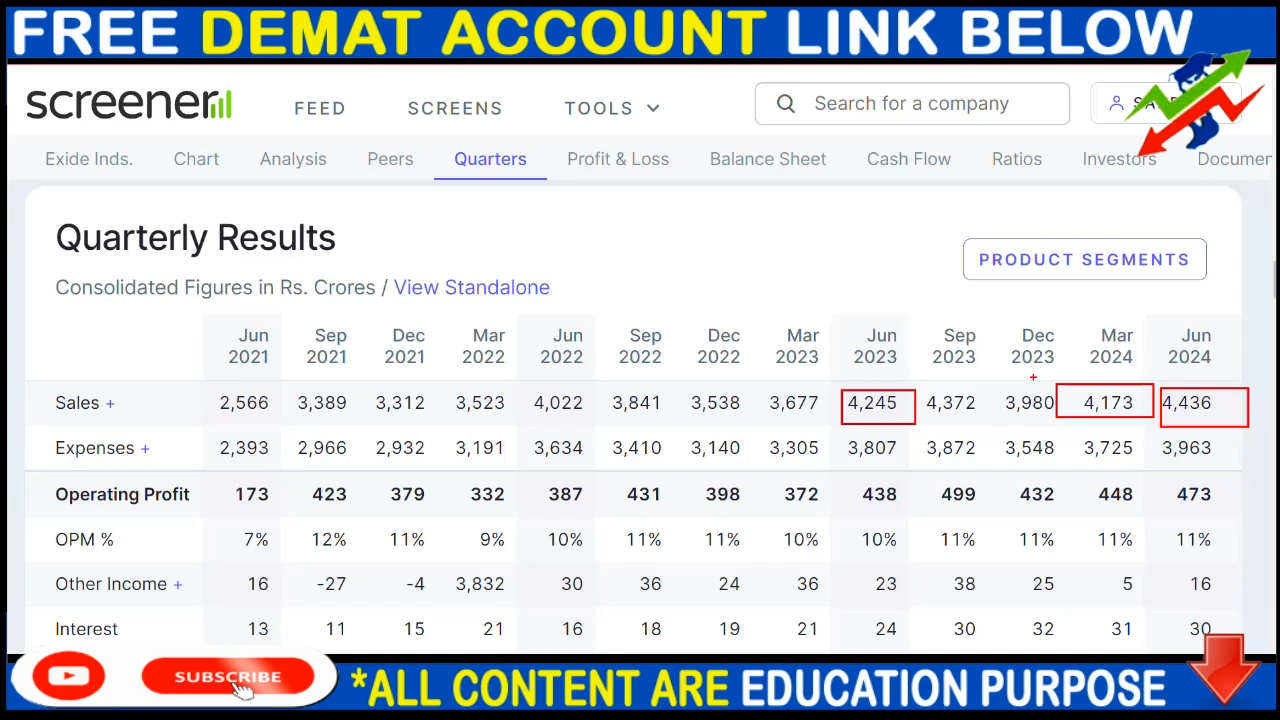 FREE DEMAT ACCOUNT LINK BELOW
screener
FEED SCREENS TOOLS
Search for a company
Exide Inds. Chart Analysis Peers Quarters Profit & Loss Balance Sheet Cash Flow Ratios Investors Documen
Quarterly Results
PRODUCT SEGMENTS
Consolidated Figures in Rs. Crores / View Standalone
Jun Sep Dec Mar Jun Sep Dec Mar Jun Sep Dec Mar Jun
2021 2021 2021 2022 2022 2022 2022 2023 2023 2023 2023 2024 2024
Sales + 2,566 3,389 3,312 3,523 4,022 3,841 3,538 3,677 4,245 4,372 3,980 4,173 4,436
Expenses + 2,393 2,966 2,932 3,191 3,634 3,410 3,140 3,305 3,807 3,872 3,548 3,725 3,963
Operating Profit 173 423 379 332 387 431 398 372 438 499 432 448 473
OPM % 7% 12% 11% 9% 10% 11% 11% 10% 10% 11% 11% 11% 11%
Other Income + 16 -27 -4 3,832 30 36 24 36 23 38 25 5 16
Interest 13 11 15 21 16 18 19 21 24 30 32 31 30
SUBSCRIBE
*ALL CONTENT ARE EDUCATION PURPOSE